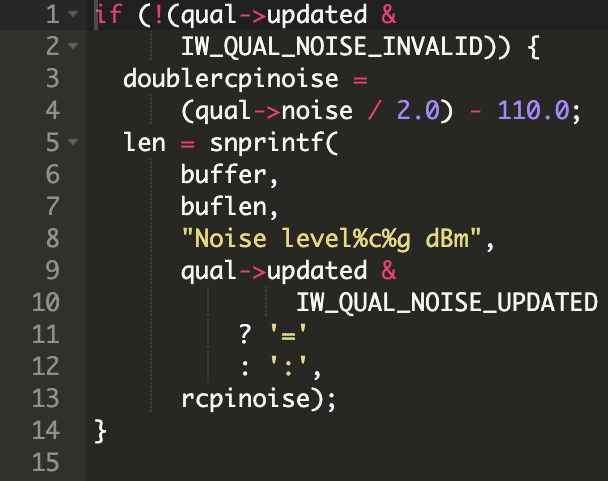 1 if (!(qual->updated &
2 IW_QUAL_NOISE_INVALID)) {
3 doublercpinoise =
4 (qual->noise / 2.0) - 110.0;
5 len = snprintf(
6 buffer,
7 buflen,
8 "Noise level%c%g dBm",
9 qual->updated &
10 IW_QUAL_NOISE_UPDATED
11 ? '='
12 : ':',
13 rcpinoise);
14 }
15